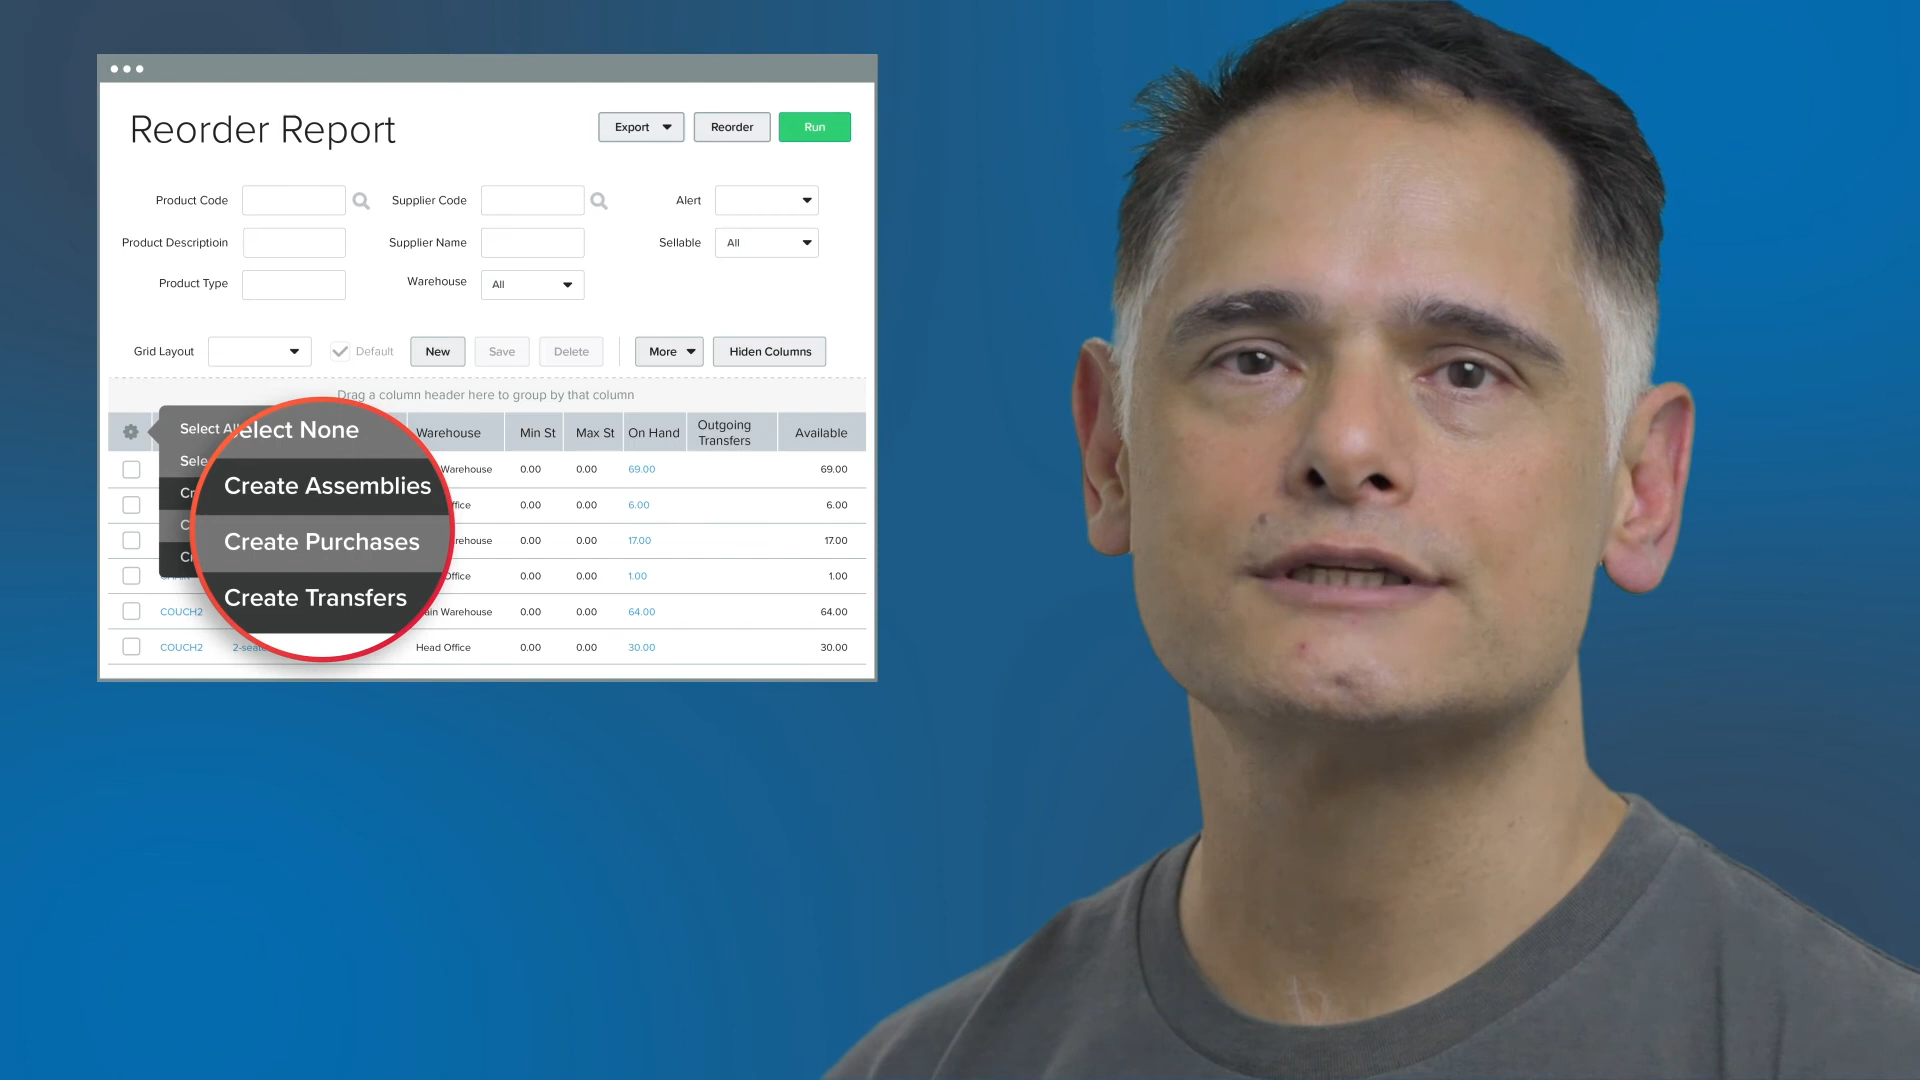 Reorder Report
Export
Reorder
Run
Product Code
Supplier Code
Alert
Product Descriptioin
Supplier Name
Sellable
All
Product Type
Warehouse
All
Grid Layout
Default
New
Save
Delete
More
Hiden Columns
Drag a column header here to group by that column
Select
elect None
Create Assemblies
Create Purchases
Create Transfers
Warehouse
Min St
Max St
On Hand
Outgoing
Transfers
Available
Warehouse 0.00 0.00 69.00 69.00
0.00 0.00 6.00 6.00
0.00 0.00 17.00 17.00
0.00 0.00 1.00 1.00
COUCH2 Warehouse 0.00 0.00 64.00 64.00
COUCH2 Head Office 0.00 0.00 30.00 30.00